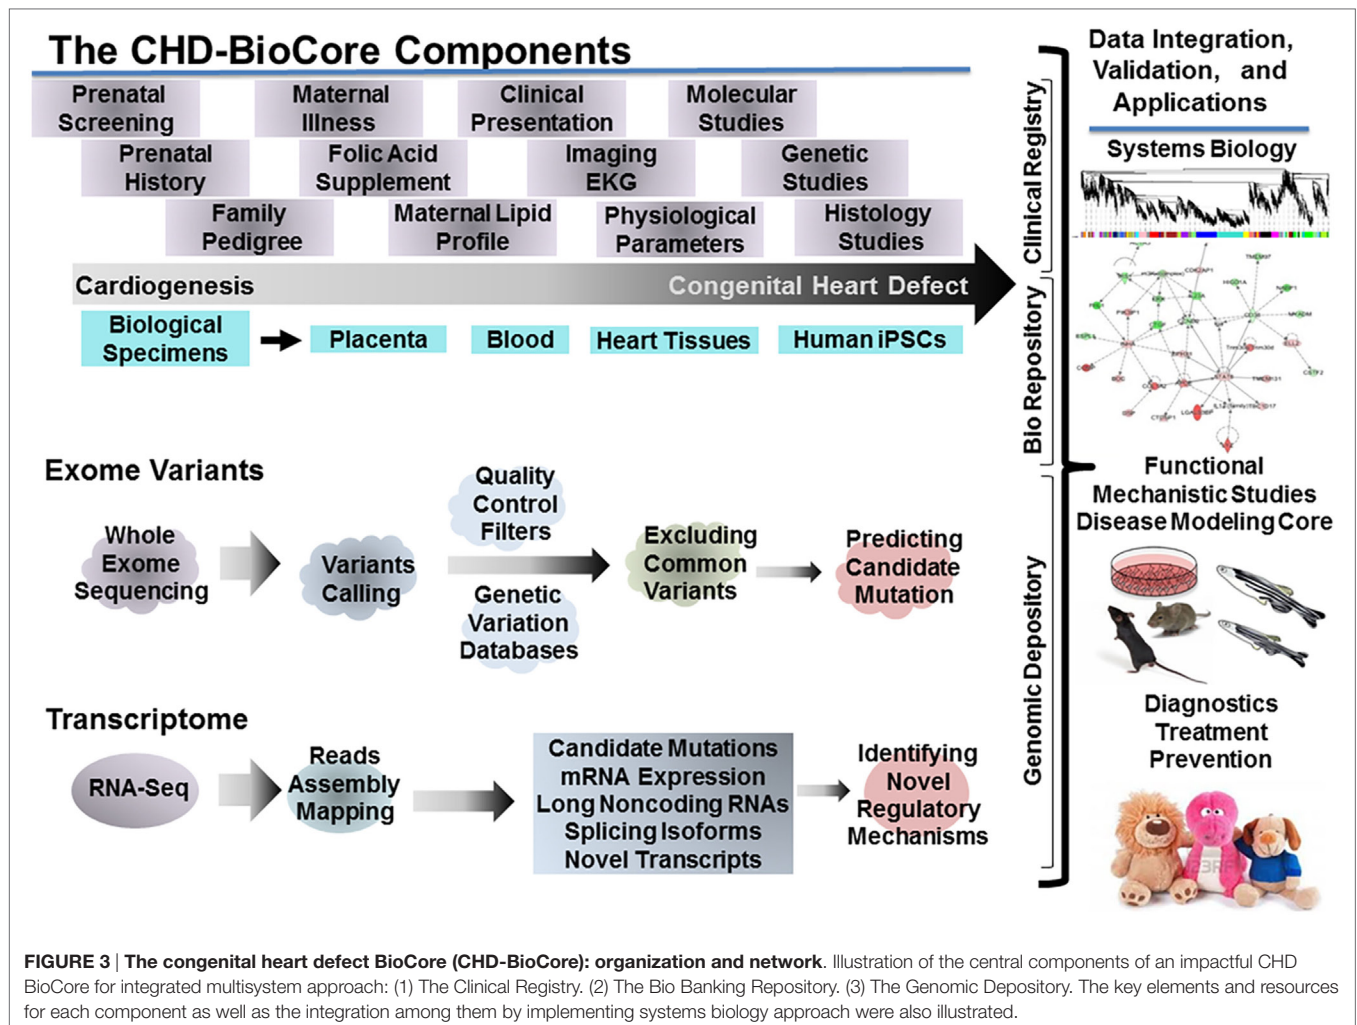 The CHD-BioCore Components
Prenatal
Screening
Maternal
Illness
Clinical
Presentation
Molecular
Studies
Prenatal
History
Folic Acid
Supplement
Imaging
EKG
Genetic
Studies
Family
Pedigree
Maternal Lipid
Profile
Physiological
Parameters
Histology
Studies
Cardiogenesis
Congenital Heart Defect
Biological
Specimens
Placenta
Blood
Heart Tissues
Human iPSCs
Exome Variants
Whole
Exome
Sequencing
Variants
Calling
Quality
Control
Filters
Genetic
Variation
Databases
Excluding
Common
Variants
Predicting
Candidate
Mutation
Transcriptome
RNA-Seq
Reads
Assembly
Mapping
Candidate Mutations
mRNA Expression
Long Noncoding RNAs
Splicing Isoforms
Novel Transcripts
Identifying
Novel
Regulatory
Mechanisms
Clinical Registry
Bio Repository
Genomic Depository
Data Integration,
Validation, and
Applications
Systems Biology
TMEM97
CSTF2
TMEM131
Functional
Mechanistic Studies
Disease Modeling Core
Diagnostics
Treatment
Prevention
FIGURE 3 | The congenital heart defect BioCore (CHD-BioCore): organization and network. Illustration of the central components of an impactful CHD
BioCore for integrated multisystem approach: (1) The Clinical Registry. (2) The Bio Banking Repository. (3) The Genomic Depository. The key elements and resources
for each component as well as the integration among them by implementing systems biology approach were also illustrated.